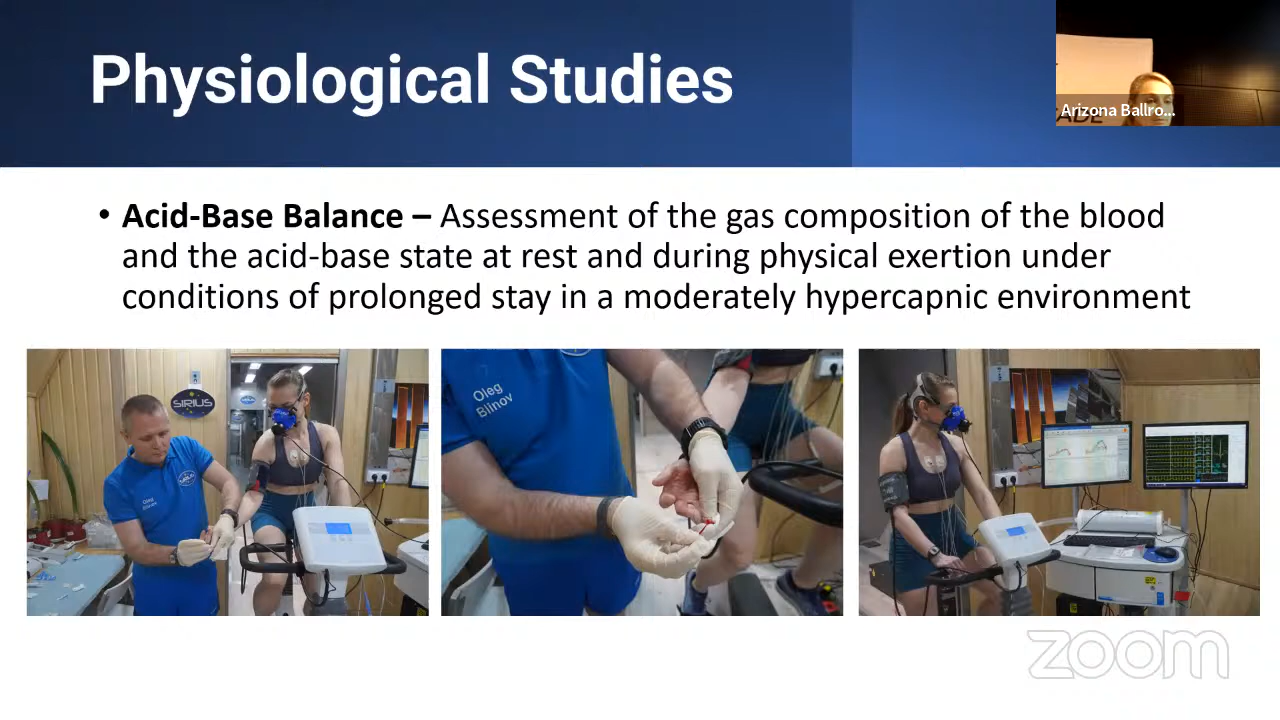 Physiological Studies
Arizona Ballro...
• Acid-Base Balance – Assessment of the gas composition of the blood
and the acid-base state at rest and during physical exertion under
conditions of prolonged stay in a moderately hypercapnic environment
SIRIUS
Oleg
Blinov
zoom